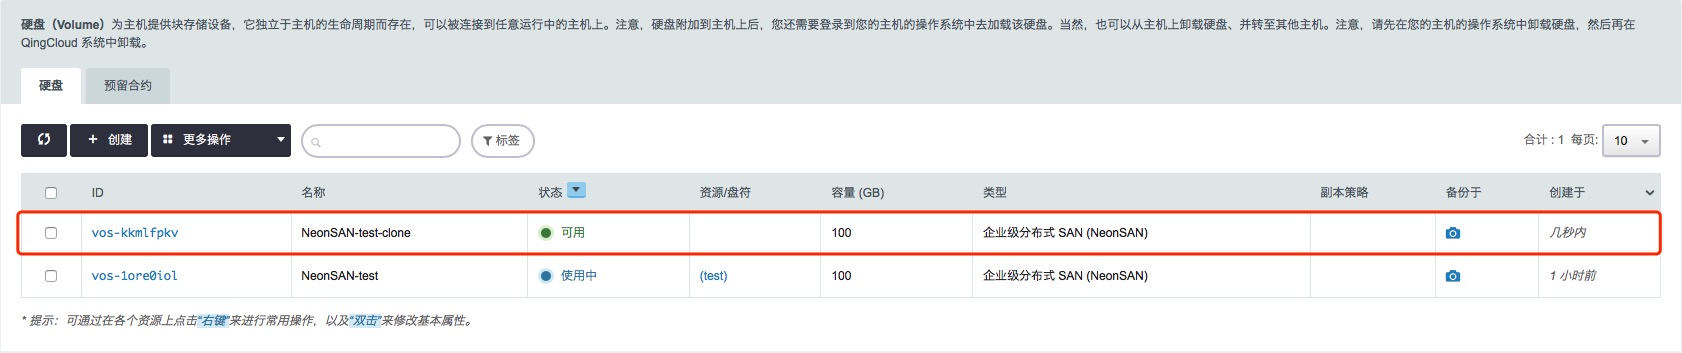 硬盘（Volume）为主机提供块存储设备，它独立于主机的生命周期而存在，可以被连接到任意运行中的主机上。注意，硬盘附加到主机上后，您还需要登录到您的主机的操作系统中去加载该硬盘。当然，也可以从主机上卸载硬盘、并转至其他主机。注意，请先在您的主机的操作系统中卸载硬盘，然后再在
QingCloud 系统中卸载。
硬盘 预留合约
+ 创建 更多操作 标签 合计 : 1 每页: 10
ID 名称 状态 资源/盘符 容量 (GB) 类型 副本策略 备份于 创建于
vos-kkmlfpkv NeonSAN-test-clone 可用 100 企业级分布式 SAN (NeonSAN) 几秒内
vos-1ore0iol NeonSAN-test 使用中 (test) 100 企业级分布式 SAN (NeonSAN) 1 小时前
* 提示：可通过在各个资源上点击“右键”来进行常用操作，以及“双击”来修改基本属性。